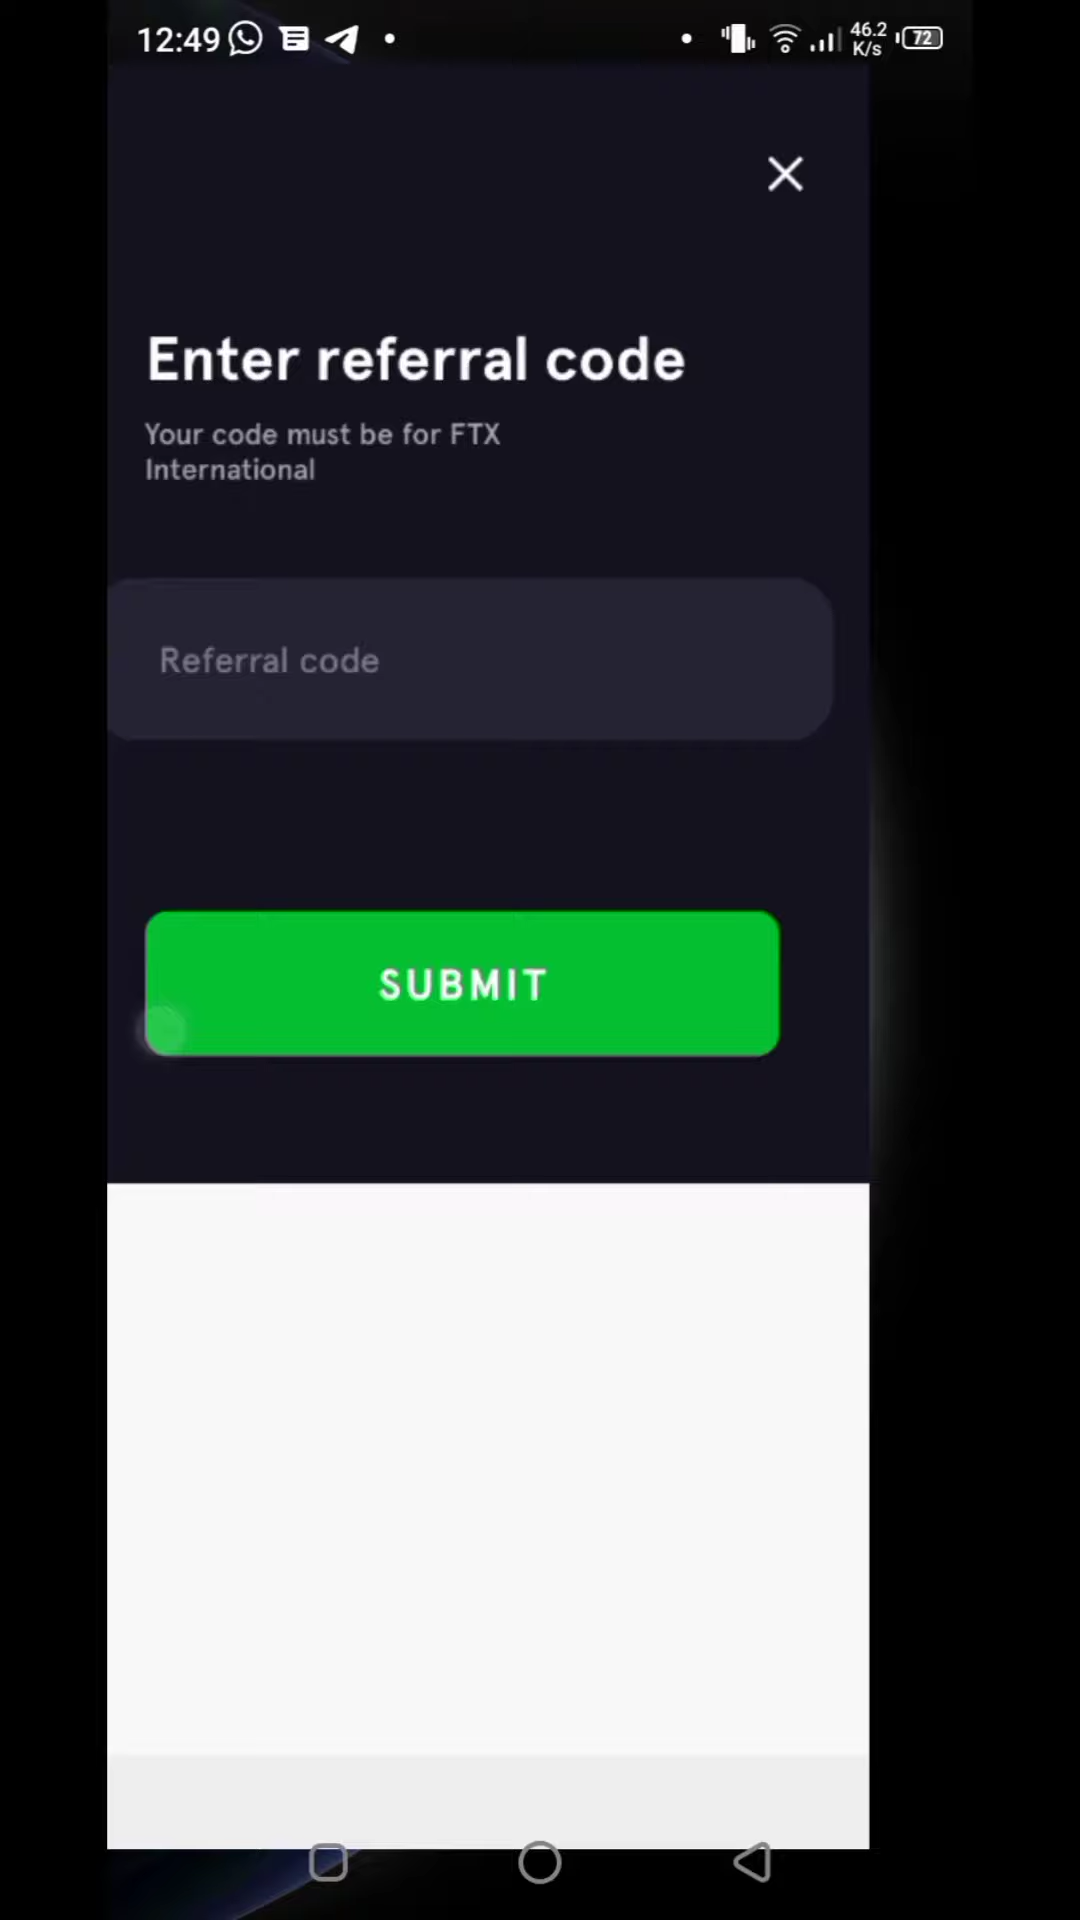 12:49
46.2
K/s
72
Enter referral code
Your code must be for FTX
International
Referral code
SUBMIT